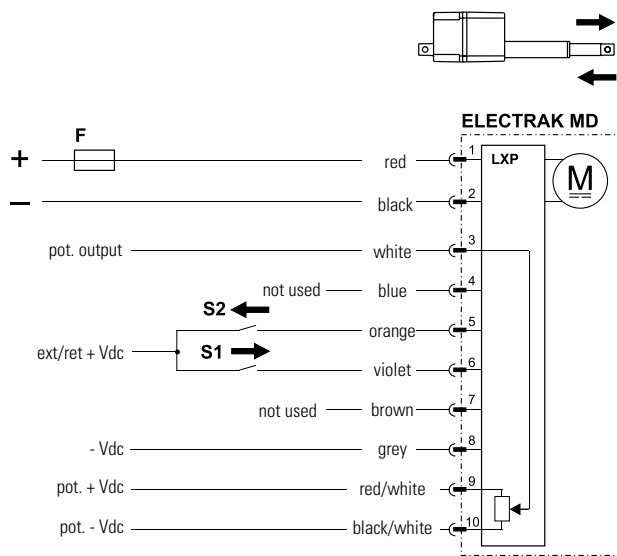 ELECTRAK MD
F
+ red 1 LXP
M
− black 2
pot. output white 3
not used blue 4
S2
orange 5
ext/ret + Vdc S1
violet 6
not used brown 7
- Vdc grey 8
pot. + Vdc red/white 9
pot. - Vdc black/white 10